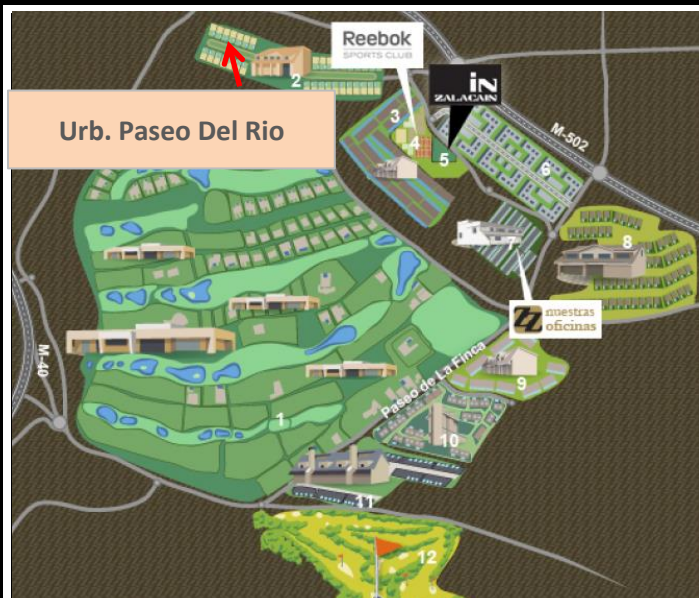 Reebok
SPORTS CLUB
in
ZALACAIN
2
Urb. Paseo Del Rio
3
4
5
M-502
6
7
8
nuestras
oficinas
M-40
Paseo de La Finca
9
1
10
11
12